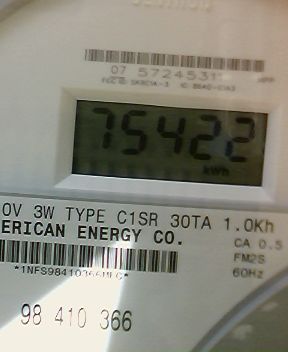 07 57245311
75422
kWh
0V 3W TYPE C1SR 30TA 1.0Kh
ERICAN ENERGY CO.
CA 0.5
FM2S
60Hz
98 410 366